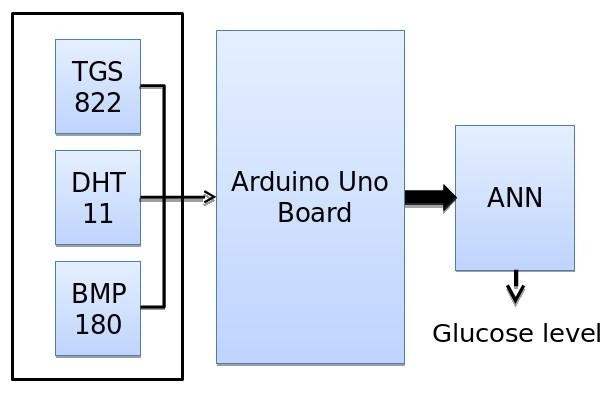 TGS
822
DHT
11
BMP
180
Arduino Uno
Board
ANN
Glucose level